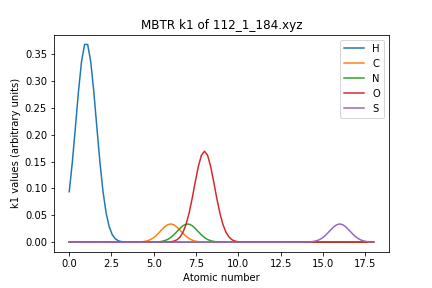 MBTR k1 of 112_1_184.xyz
k1 values (arbitrary units)
0.35
0.30
0.25
0.20
0.15
0.10
0.05
0.00
H
C
N
O
S
0.0 2.5 5.0 7.5 10.0 12.5 15.0 17.5
Atomic number